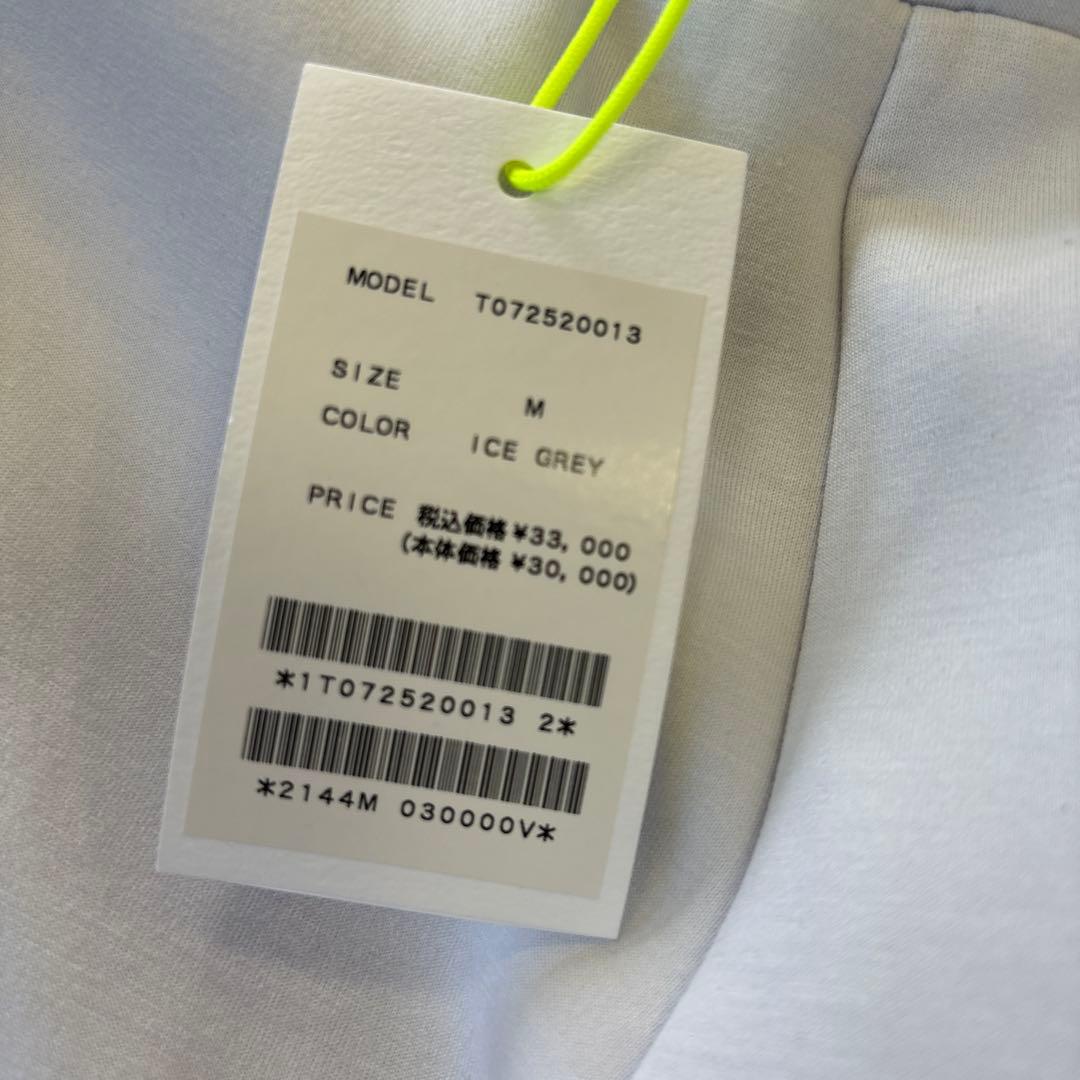 MODEL T072520013
SIZE M
COLOR ICE GREY
PRICE 税込価格 ¥33, 000
(本体価格 ¥30, 000)
*1T072520013 2*
*2144M 030000V*